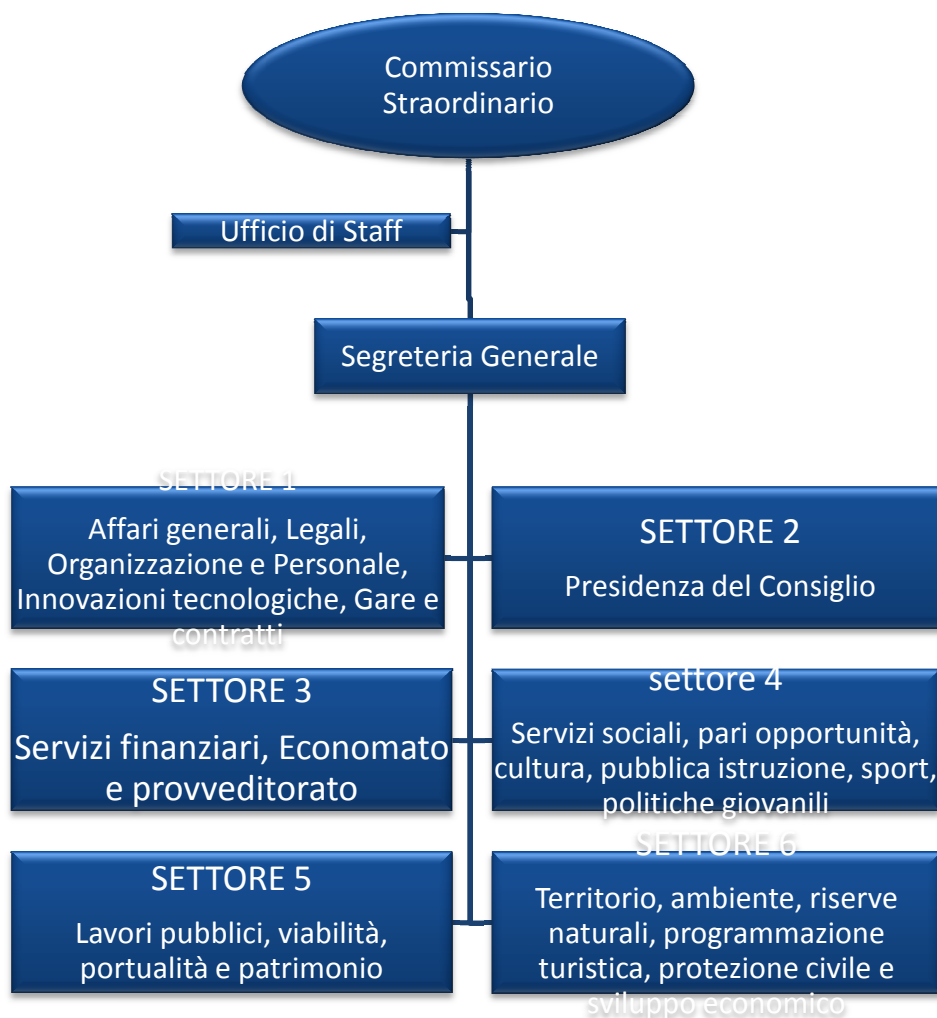 Commissario
Straordinario
Ufficio di Staff
Segreteria Generale
SETTORE 1
Affari generali, Legali,
Organizzazione e Personale,
Innovazioni tecnologiche, Gare e
contratti
SETTORE 2
Presidenza del Consiglio
SETTORE 3
Servizi finanziari, Economato
e provveditorato
settore 4
Servizi sociali, pari opportunità,
cultura, pubblica istruzione, sport,
politiche giovanili
SETTORE 5
Lavori pubblici, viabilità,
portualità e patrimonio
SETTORE 6
Territorio, ambiente, riserve
naturali, programmazione
turistica, protezione civile e
sviluppo economico